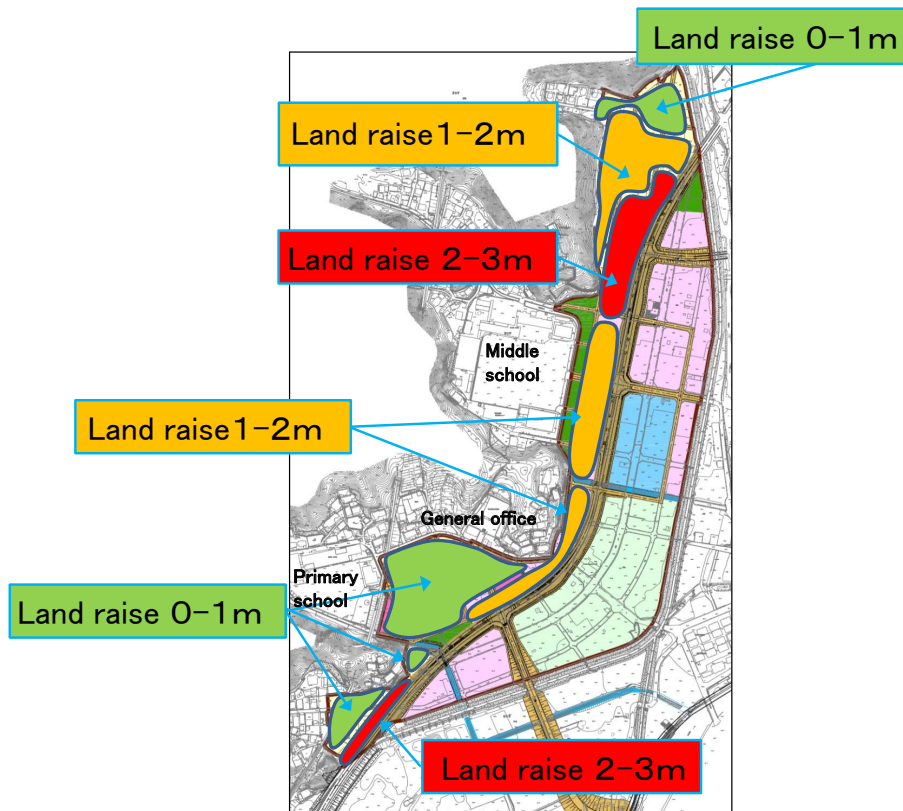 Land raise 0-1m
Land raise1-2m
Land raise 2-3m
Middle
school
Land raise1-2m
General office
Primary
school
Land raise 0-1m
Land raise 2-3m